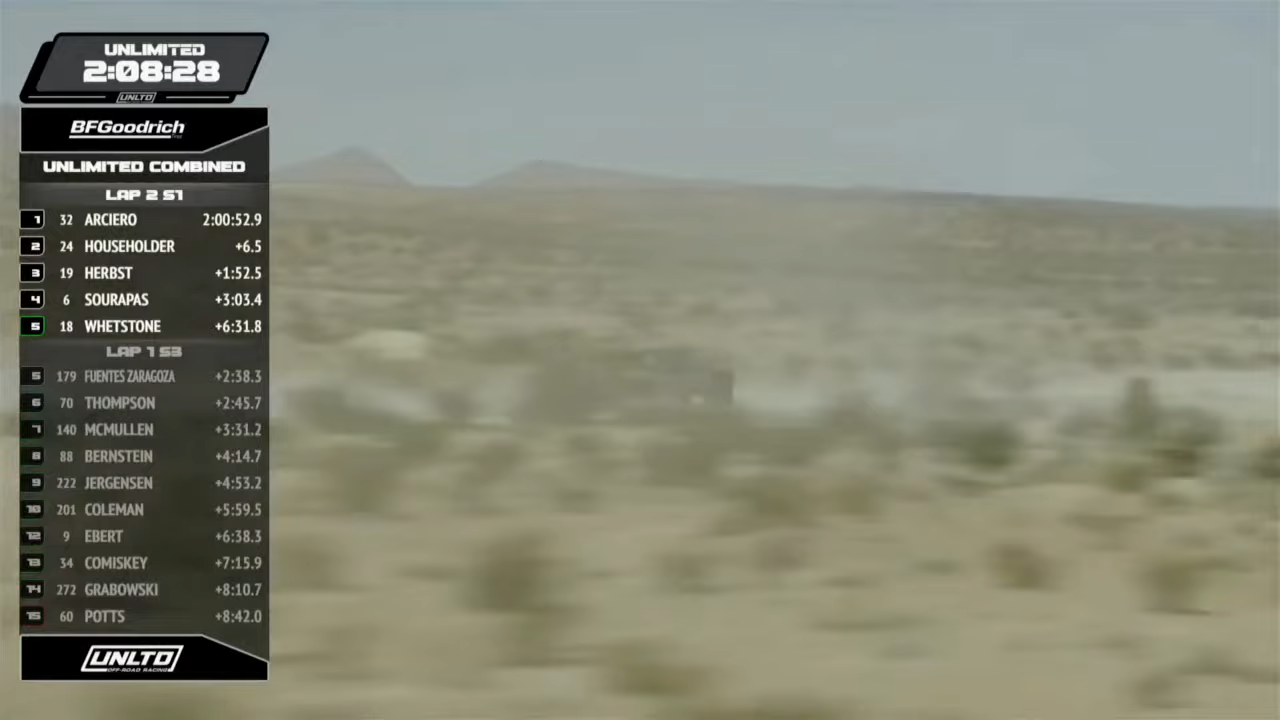 UNLIMITED
2:08:28
UNLTD
BFGoodrich
UNLIMITED COMBINED
LAP 2 S1
1 32 ARCIERO 2:00:52.9
2 24 HOUSEHOLDER +6.5
3 19 HERBST +1:52.5
4 6 SOURAPAS +3:03.4
5 18 WHETSTONE +6:31.8
LAP 1 S3
5 179 FUENTES ZARAGOZA +2:38.3
6 70 THOMPSON +2:45.7
7 140 MCMULLEN +3:31.2
8 88 BERNSTEIN +4:14.7
9 222 JERGENSEN +4:53.2
10 201 COLEMAN +5:59.5
12 9 EBERT +6:38.3
13 34 COMISKEY +7:15.9
14 272 GRABOWSKI +8:10.7
15 60 POTTS +8:42.0
UNLTD
OFF-ROAD RACING